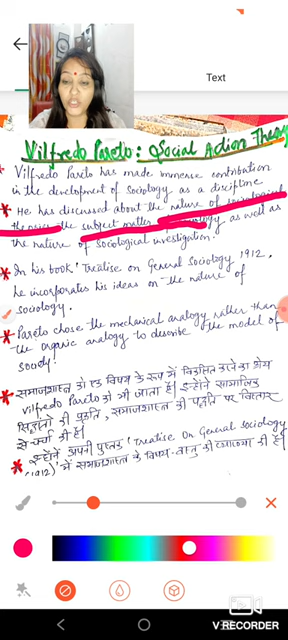 Text
Vilfredo Pareto: Social Action Theory
Vilfredo Pareto has made immense contribution
in the development of Sociology as a discipline
He has discussed about the nature of sociological
theories, the subject matter sociology as well as
the nature of sociological investigation.
In his book 'Treatise on General Sociology 1912,
he incorporates his ideas on the nature of
sociology.
Pareto chose the mechanical analogy rather than
the organic analogy to describe the model of
Society!
समाजशास्त्र को एक विषय के रूप में विकसित करने का श्रेय
Vilfredo Pareto को भी जाता है। इन्होंने सामाजिक
सिद्धान्तो की प्रकृति, समाजशास्त्र की प्रकृति पर विस्तार
से चर्चा की है।
इन्होंने अपनी पुस्तक 'Treatise On General Sociology
(1912)' में समाजशास्त्र के विषय-वस्तु की व्याख्या की है।
V RECORDER